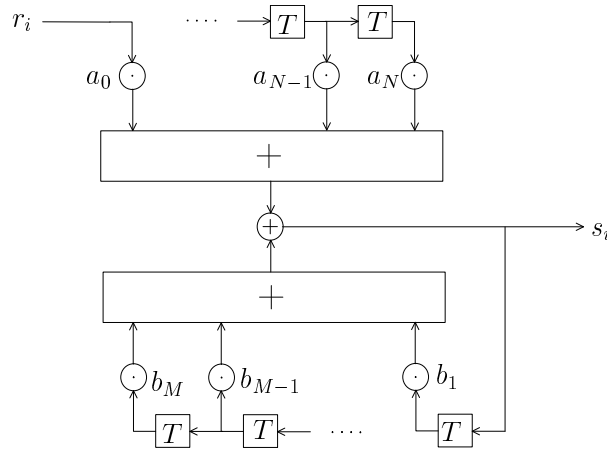 r_i · · · · T T
a_0 · a_{N−1} · a_N ·
+
+ s_i
+
· b_M · b_{M−1} · b_1
T T · · · · T